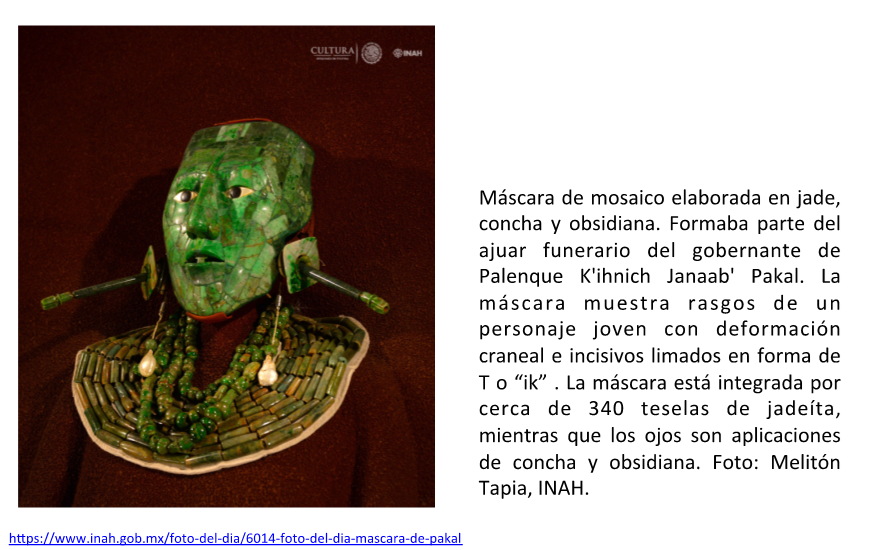 CULTURA
INAH
Máscara de mosaico elaborada en jade,
concha y obsidiana. Formaba parte del
ajuar funerario del gobernante de
Palenque K'ihnich Janaab' Pakal. La
máscara muestra rasgos de un
personaje joven con deformación
craneal e incisivos limados en forma de
T o “ik” . La máscara está integrada por
cerca de 340 teselas de jadeíta,
mientras que los ojos son aplicaciones
de concha y obsidiana. Foto: Melitón
Tapia, INAH.
https://www.inah.gob.mx/foto-del-dia/6014-foto-del-dia-mascara-de-pakal